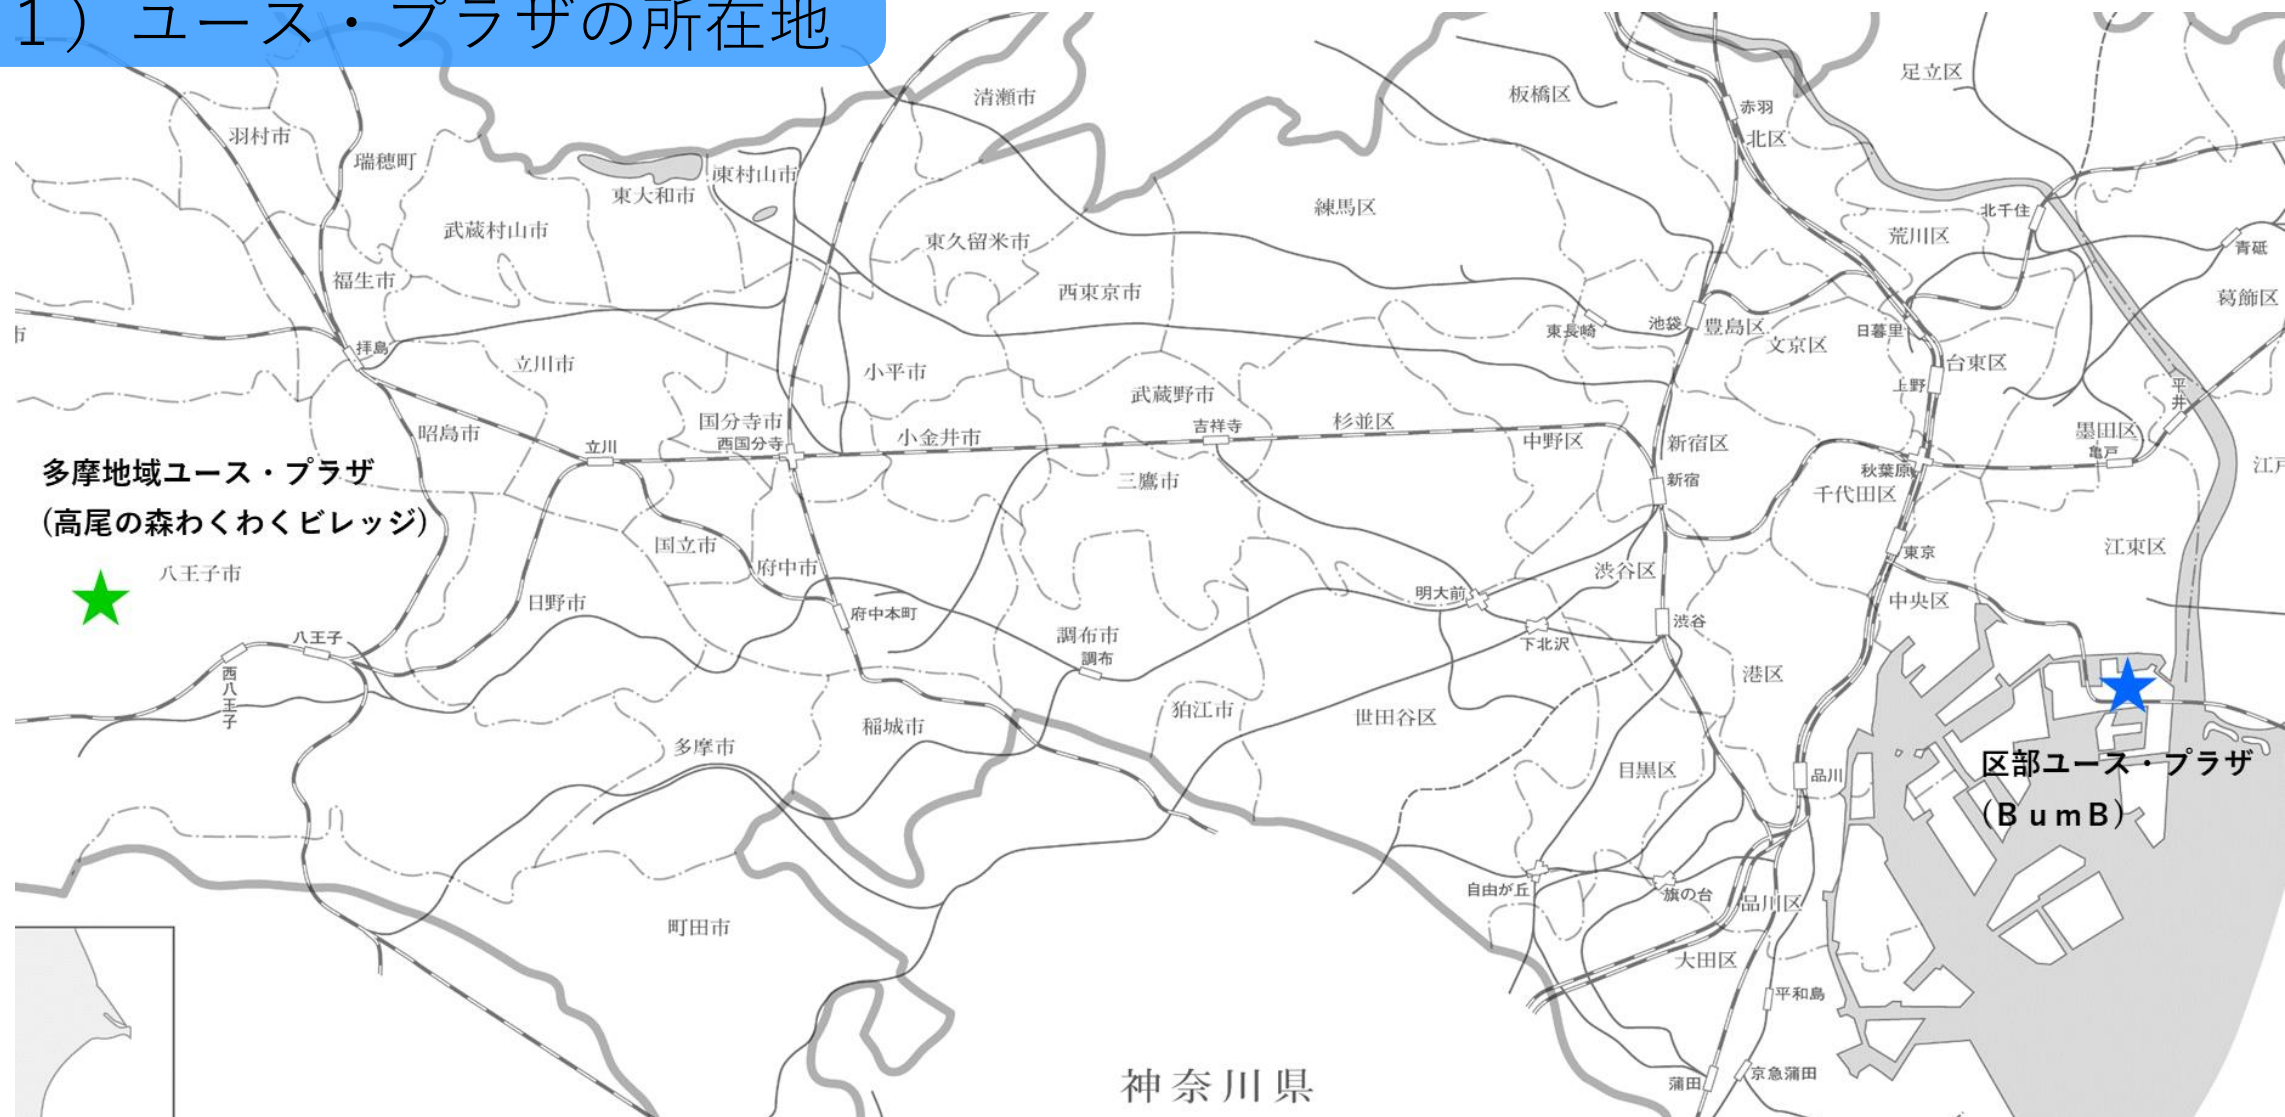 １）ユース・プラザの所在地
清瀬市
板橋区
足立区
赤羽
北区
羽村市
瑞穂町
東大和市
東村山市
武蔵村山市
練馬区
北千住
荒川区
青砥
東久留米市
福生市
西東京市
葛飾区
市
東長崎
池袋
豊島区
文京区
日暮里
拝島
立川市
小平市
台東区
上野
武蔵野市
平井
国分寺市
西国分寺
昭島市
立川
小金井市
吉祥寺
杉並区
中野区
新宿区
墨田区
亀戸
秋葉原
江戸
多摩地域ユース・プラザ
(高尾の森わくわくビレッジ)
三鷹市
新宿
千代田区
国立市
府中市
東京
江東区
八王子市
日野市
府中本町
明大前
渋谷区
中央区
八王子
調布市
調布
下北沢
渋谷
西八王子
港区
稲城市
狛江市
世田谷区
多摩市
目黒区
品川
区部ユース・プラザ
(ＢｕｍＢ)
自由が丘
旗の台
品川区
町田市
大田区
平和島
神奈川県
蒲田
京急蒲田